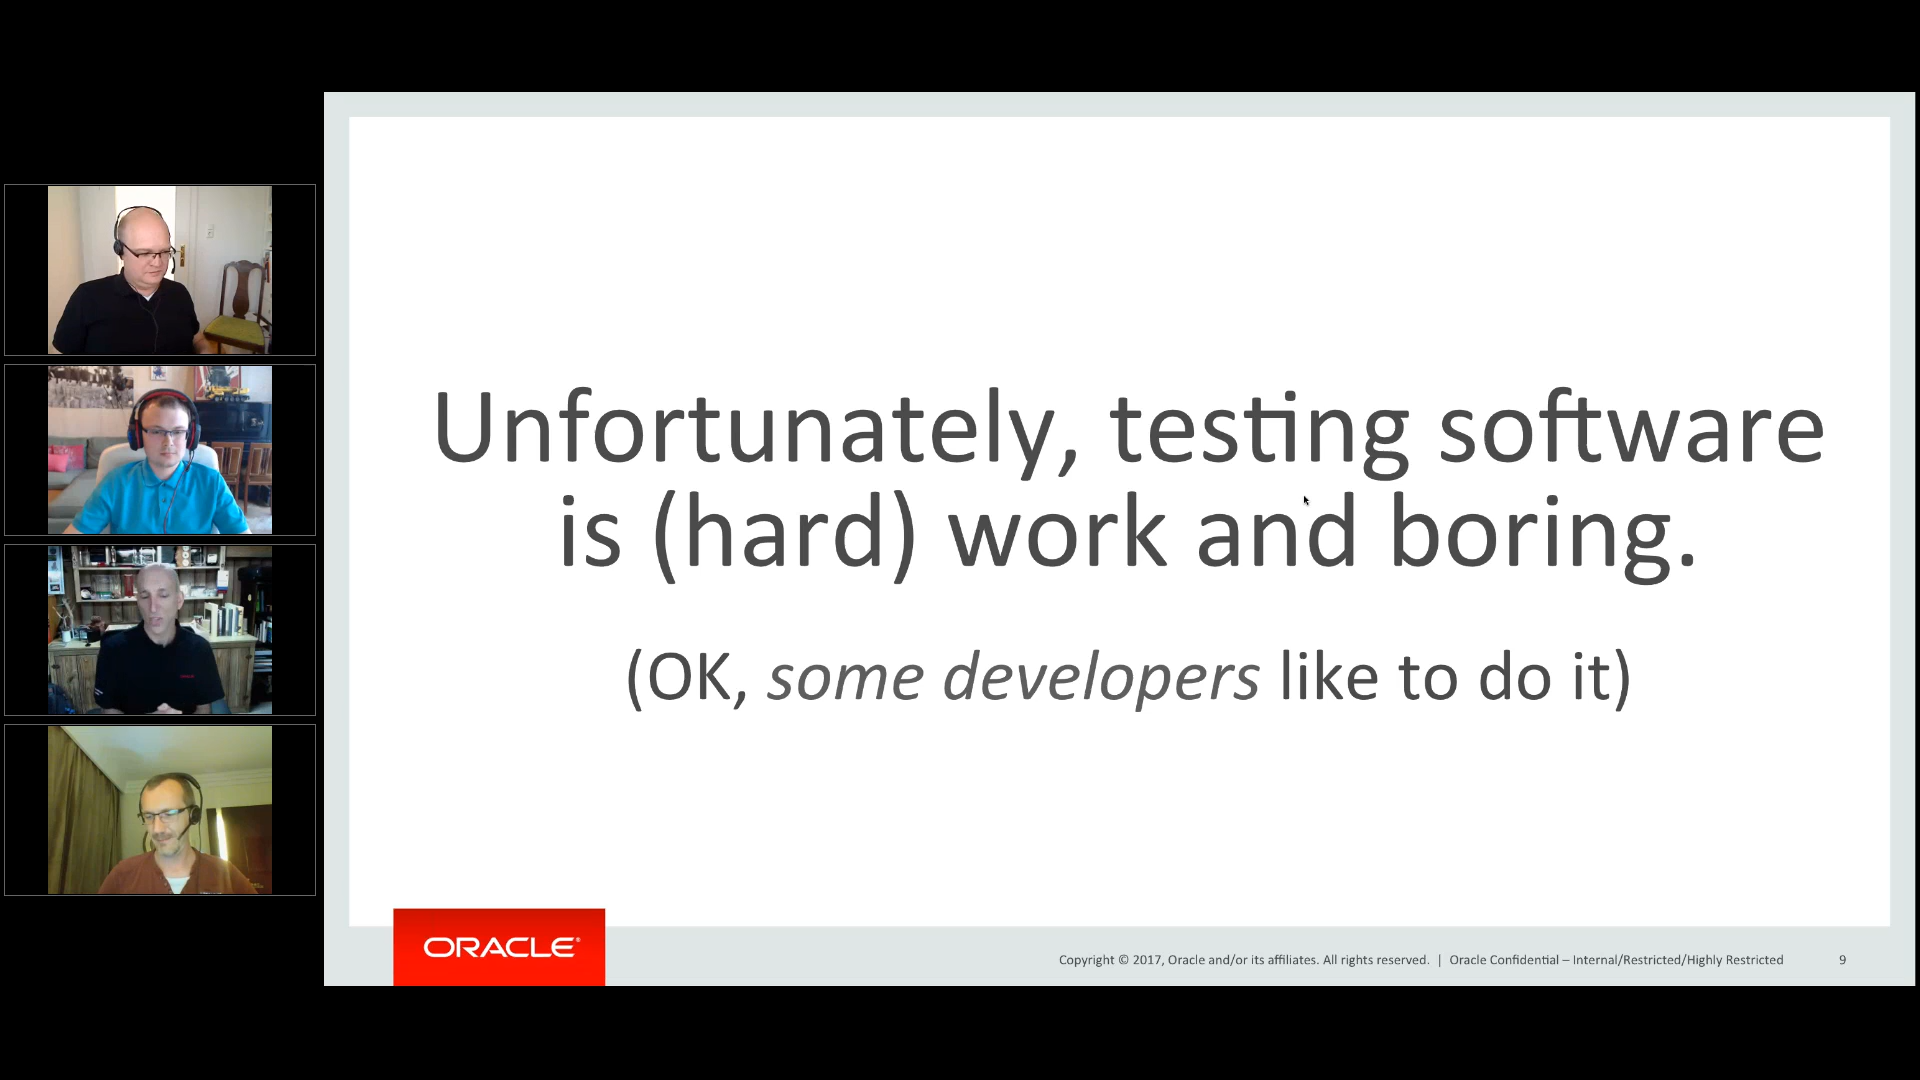 Unfortunately, testing software
is (hard) work and boring.
(OK, some developers like to do it)
ORACLE®
Copyright © 2017, Oracle and/or its affiliates. All rights reserved. | Oracle Confidential – Internal/Restricted/Highly Restricted 9